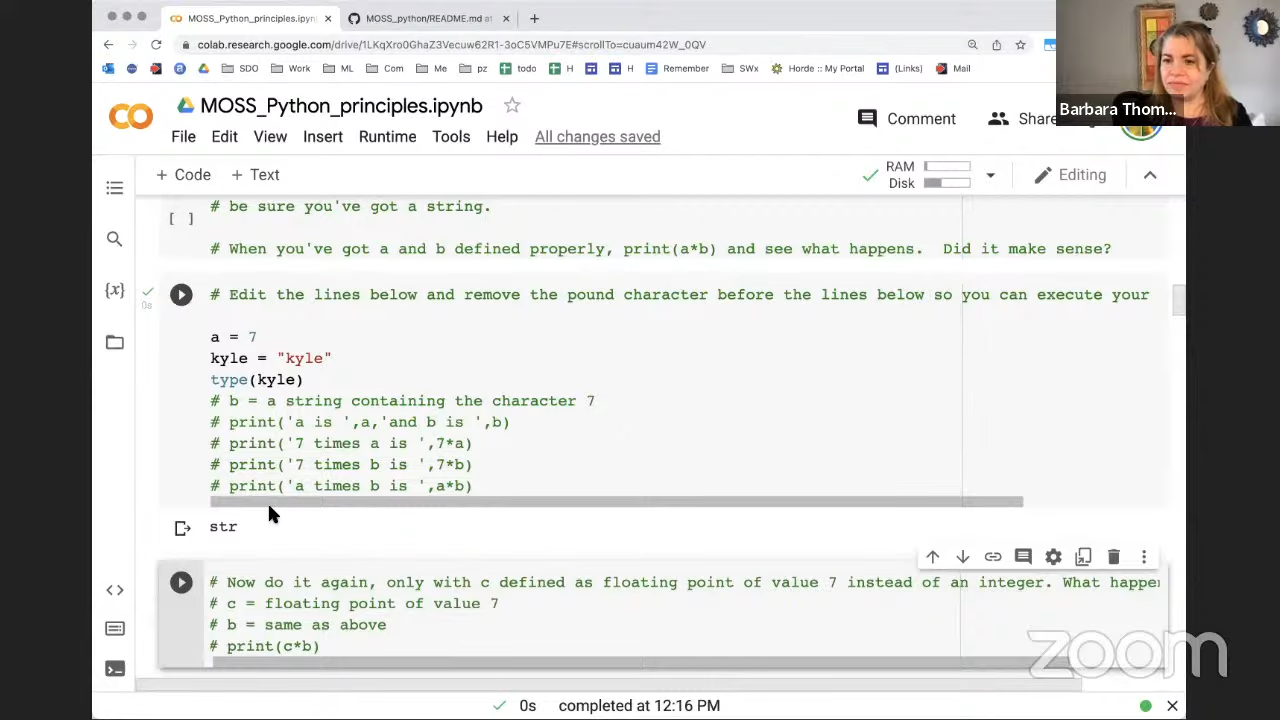 MOSS_Python_principles.ipyn
MOSS_python/README.md at
colab.research.google.com/drive/1LKqXro0GhaZ3Vecuw62R1-3oC5VMPu7E#scrollTo=cuaum42W_0QV
SDO Work ML Com Me pz todo H H Remember SWx Horde :: My Portal (Links) Mail
Barbara Thom...
MOSS_Python_principles.ipynb
File Edit View Insert Runtime Tools Help All changes saved
Comment Share
+ Code + Text
RAM
Disk
Editing
# be sure you've got a string.
[ ]
# When you've got a and b defined properly, print(a*b) and see what happens.  Did it make sense?
# Edit the lines below and remove the pound character before the lines below so you can execute your
0s
a = 7
kyle = "kyle"
type(kyle)
# b = a string containing the character 7
# print('a is ',a,'and b is ',b)
# print('7 times a is ',7*a)
# print('7 times b is ',7*b)
# print('a times b is ',a*b)
str
# Now do it again, only with c defined as floating point of value 7 instead of an integer. What happen
# c = floating point of value 7
# b = same as above
# print(c*b)
{x}
zoom
0s completed at 12:16 PM